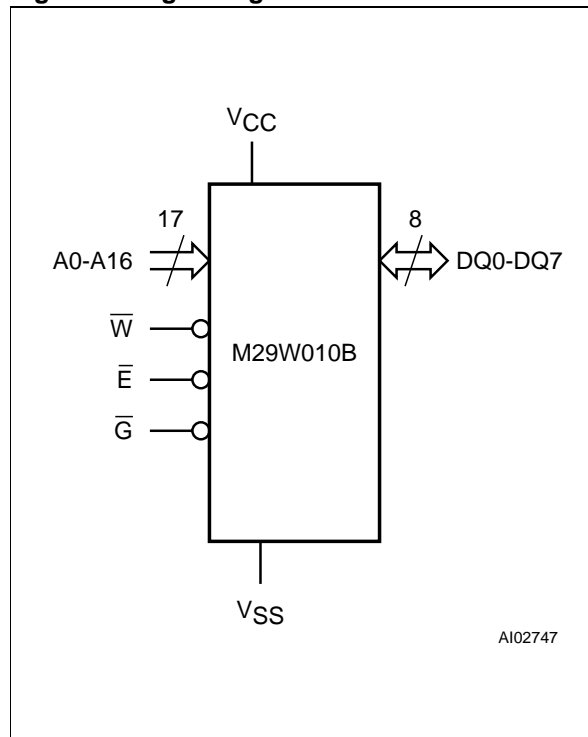 VCC
17
8
A0-A16
DQ0-DQ7
W̅
M29W010B
E̅
G̅
VSS
AI02747